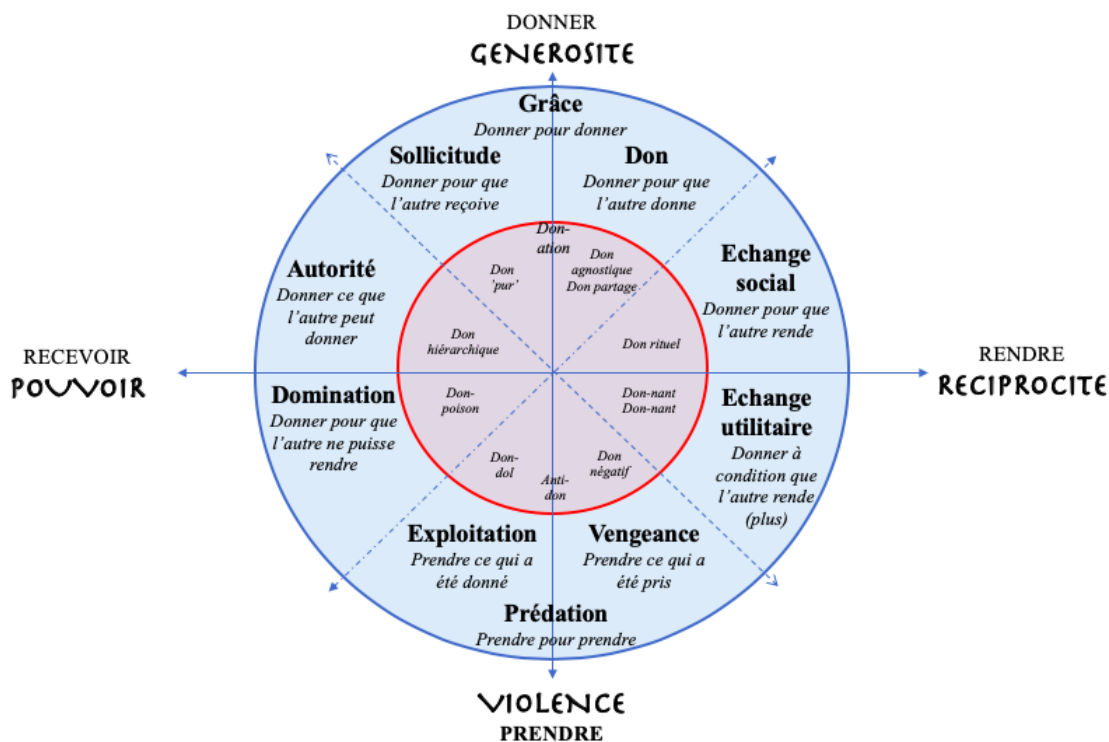 DONNER
GENEROSITE
Grâce
Donner pour donner
Sollicitude
Donner pour que
l'autre reçoive
Don
Donner pour que
l'autre donne
Don-
ation
Don
'pur'
Don
agnostique
Don partage
Autorité
Donner ce que
l'autre peut
donner
Don
hiérarchique
Don rituel
Echange
social
Donner pour que
l'autre rende
RECEVOIR
POUVOIR
RENDRE
RECIPROCITE
Domination
Donner pour que
l'autre ne puisse
rendre
Don-
poison
Don-nant
Don-nant
Echange
utilitaire
Donner à
condition que
l'autre rende
(plus)
Don-
dol
Anti-
don
Don
négatif
Exploitation
Prendre ce qui a
été donné
Vengeance
Prendre ce qui a
été pris
Prédation
Prendre pour prendre
VIOLENCE
PRENDRE